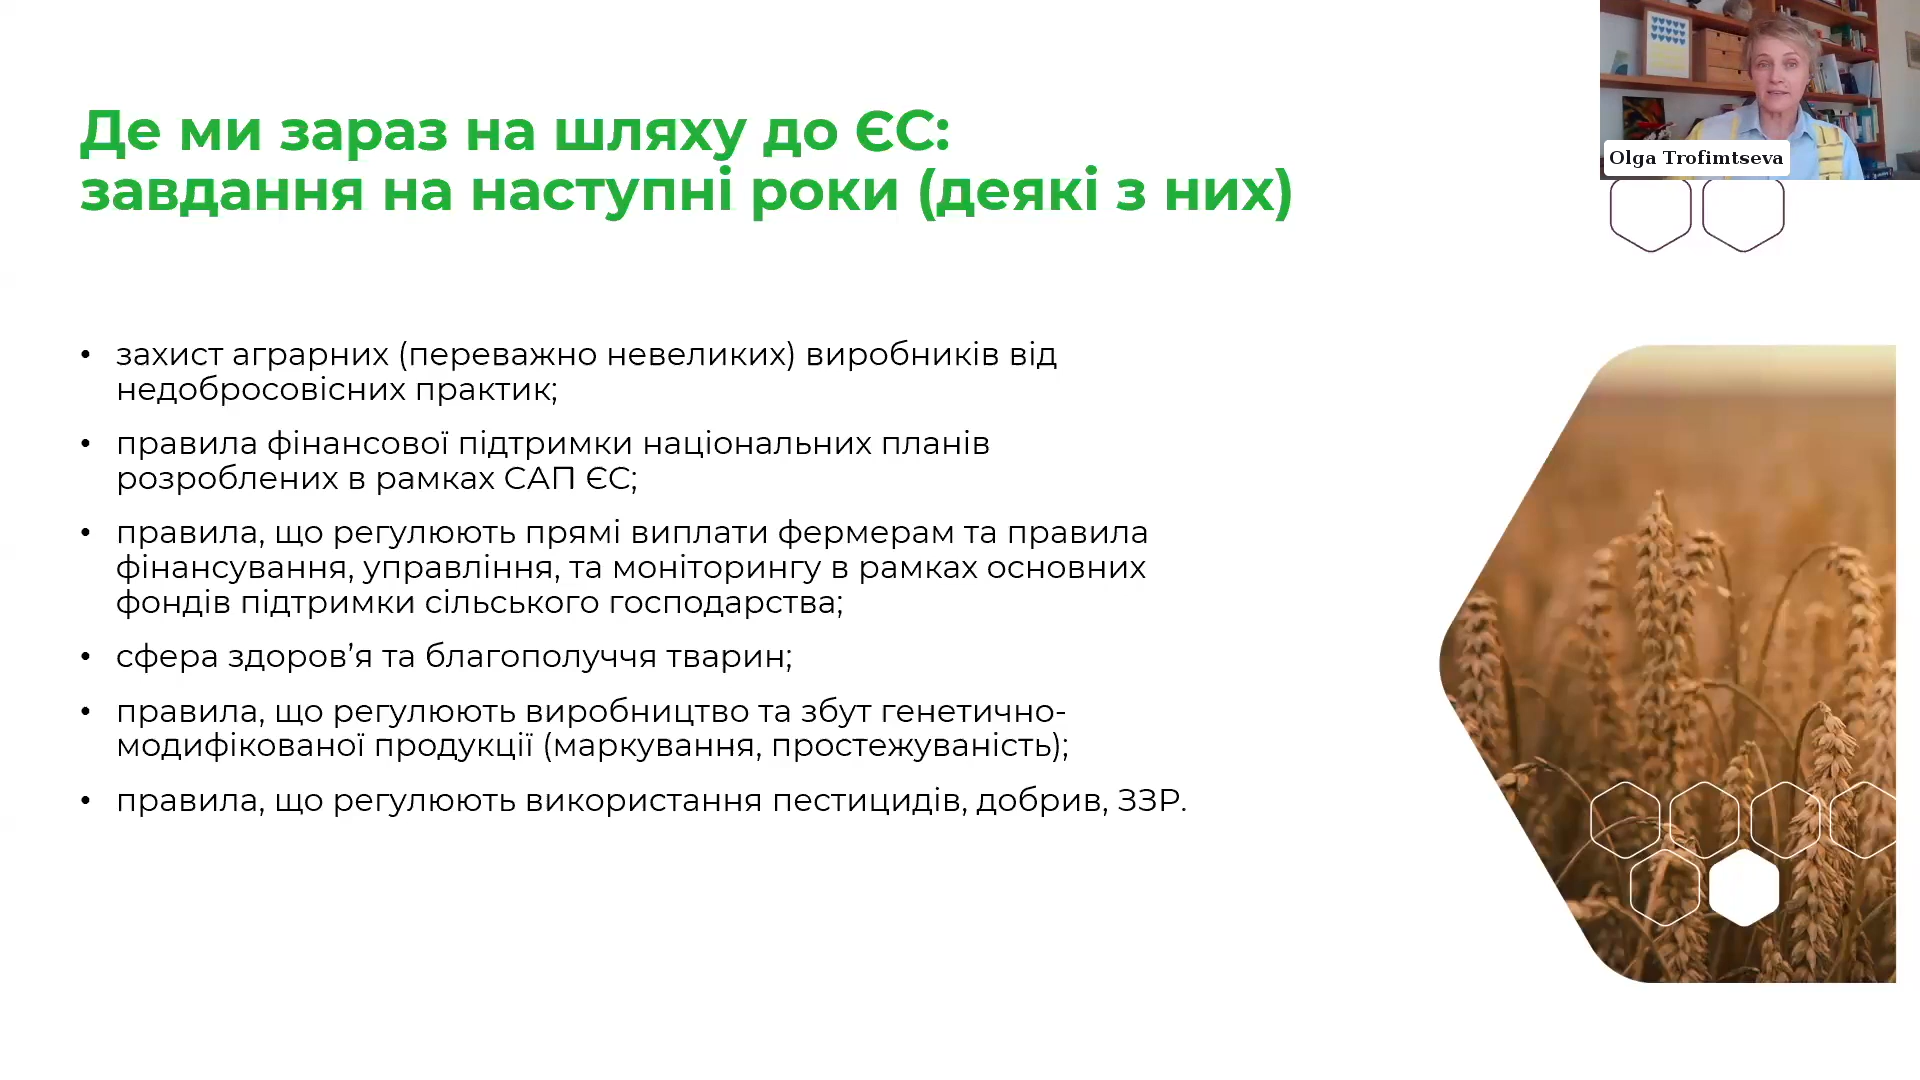 Де ми зараз на шляху до ЄС:
завдання на наступні роки (деякі з них)
Olga Trofimtseva
• захист аграрних (переважно невеликих) виробників від
недобросовісних практик;
• правила фінансової підтримки національних планів
розроблених в рамках САП ЄС;
• правила, що регулюють прямі виплати фермерам та правила
фінансування, управління, та моніторингу в рамках основних
фондів підтримки сільського господарства;
• сфера здоров’я та благополуччя тварин;
• правила, що регулюють виробництво та збут генетично-
модифікованої продукції (маркування, простежуваність);
• правила, що регулюють використання пестицидів, добрив, ЗЗР.